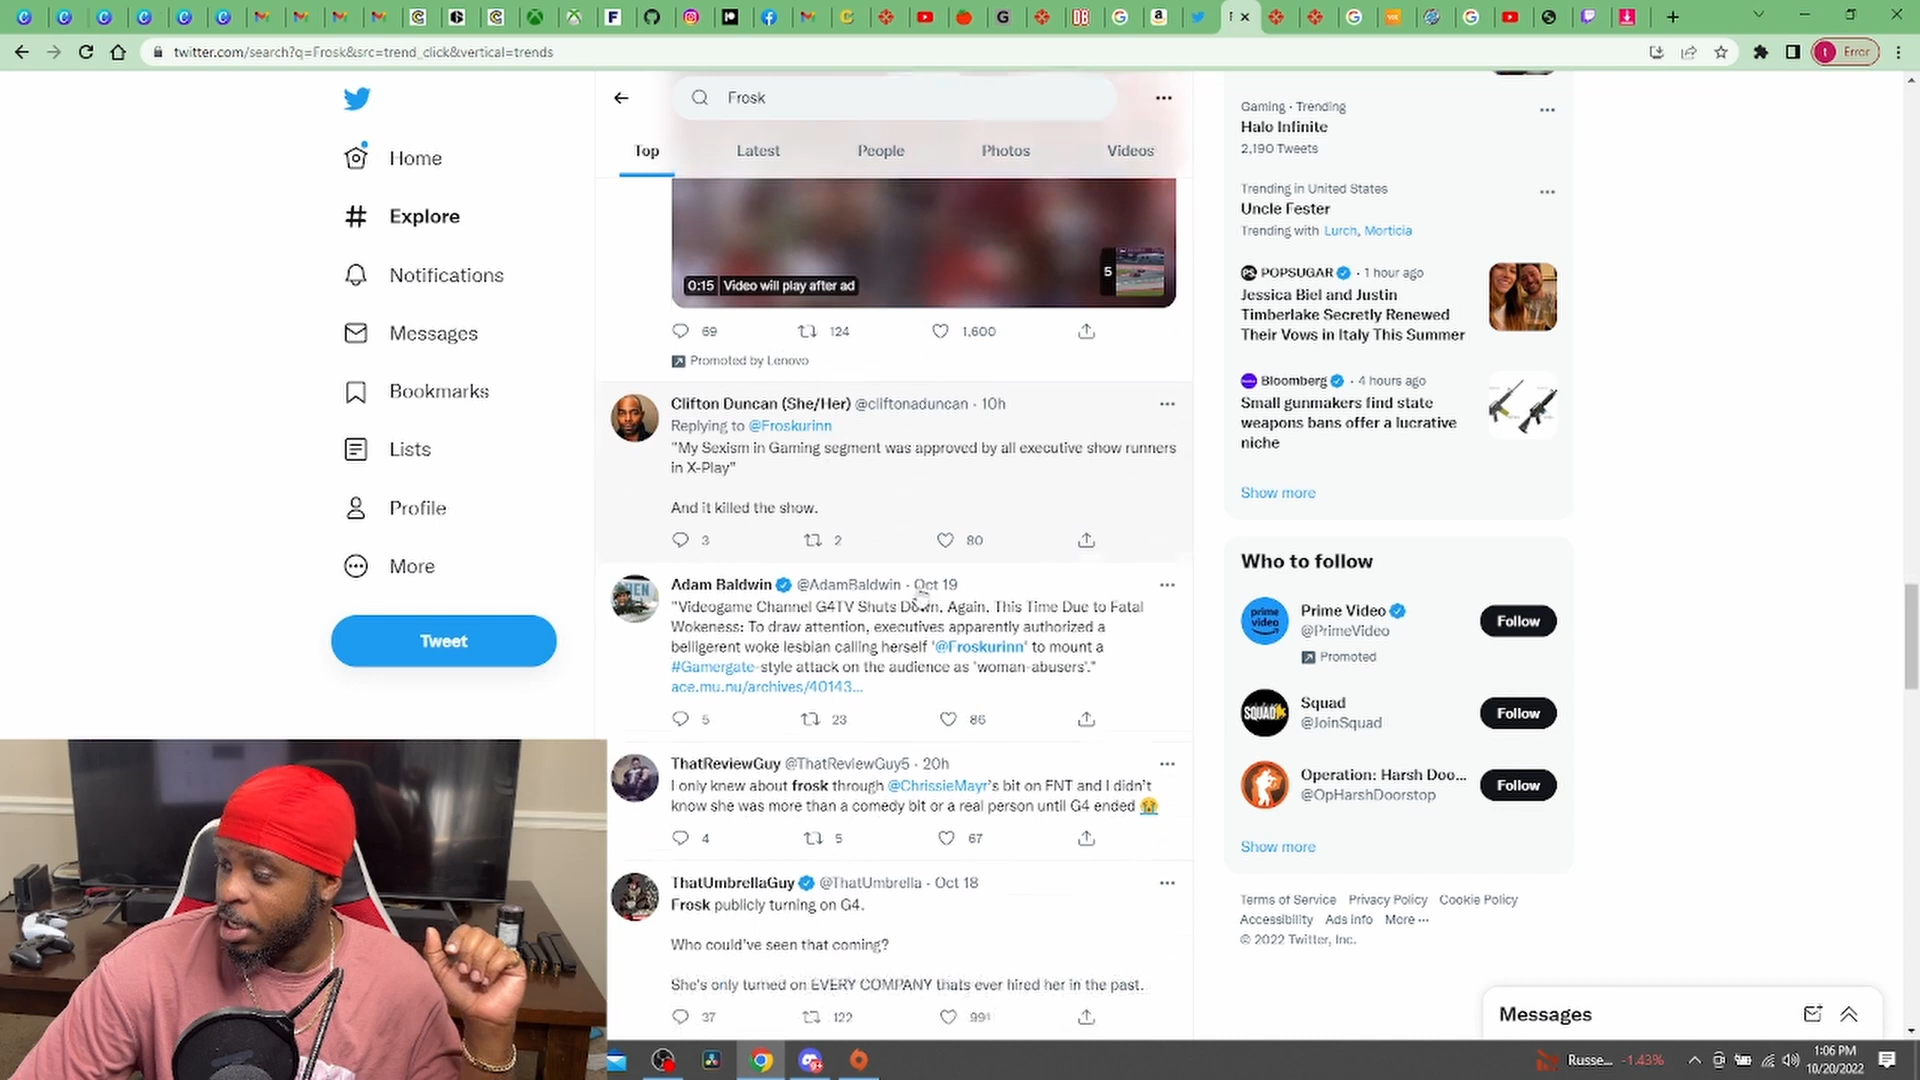 twitter.com/search?q=Frosk&src=trend_click&vertical=trends
Error
Home
Explore
Notifications
Messages
Bookmarks
Lists
Profile
More
Tweet
Frosk
Top
Latest
People
Photos
Videos
0:15 Video will play after ad
5
69
124
1,600
Promoted by Lenovo
Clifton Duncan (She/Her) @cliftonaduncan · 10h
Replying to @Froskurinn
"My Sexism in Gaming segment was approved by all executive show runners
in X-Play"
And it killed the show.
3
2
80
Adam Baldwin @AdamBaldwin · Oct 19
"Videogame Channel G4TV Shuts Down, Again, This Time Due to Fatal
Wokeness: To draw attention, executives apparently authorized a
belligerent woke lesbian calling herself '@Froskurinn' to mount a
#Gamergate-style attack on the audience as 'woman-abusers'."
ace.mu.nu/archives/40143...
5
23
86
ThatReviewGuy @ThatReviewGuy5 · 20h
I only knew about frosk through @ChrissieMayr's bit on FNT and I didn't
know she was more than a comedy bit or a real person until G4 ended
4
5
67
ThatUmbrellaGuy @ThatUmbrella · Oct 18
Frosk publicly turning on G4.
Who could've seen that coming?
She's only turned on EVERY COMPANY thats ever hired her in the past.
37
122
991
Gaming · Trending
Halo Infinite
2,190 Tweets
Trending in United States
Uncle Fester
Trending with Lurch, Morticia
POPSUGAR · 1 hour ago
Jessica Biel and Justin
Timberlake Secretly Renewed
Their Vows in Italy This Summer
Bloomberg · 4 hours ago
Small gunmakers find state
weapons bans offer a lucrative
niche
Show more
Who to follow
prime video
Prime Video
@PrimeVideo
Promoted
Follow
SQUAD
Squad
@JoinSquad
Follow
Operation: Harsh Doo...
@OpHarshDoorstop
Follow
Show more
Terms of Service Privacy Policy Cookie Policy
Accessibility Ads info More ...
© 2022 Twitter, Inc.
Messages
Russe... -1.43%
1:06 PM
10/20/2022